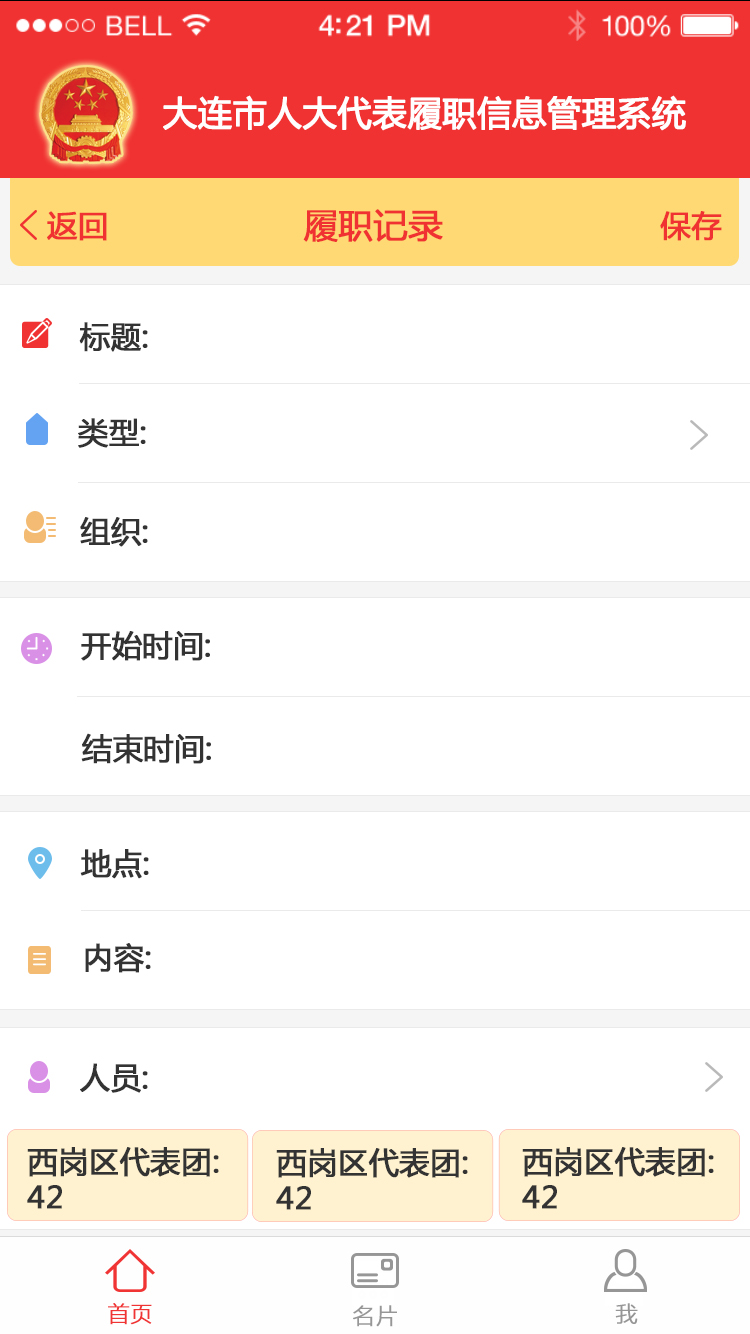 BELL 4:21 PM 100%
大连市人大代表履职信息管理系统
返回 履职记录 保存
标题:
类型:
组织:
开始时间:
结束时间:
地点:
内容:
人员:
西岗区代表团:
42
西岗区代表团:
42
西岗区代表团:
42
首页 名片 我